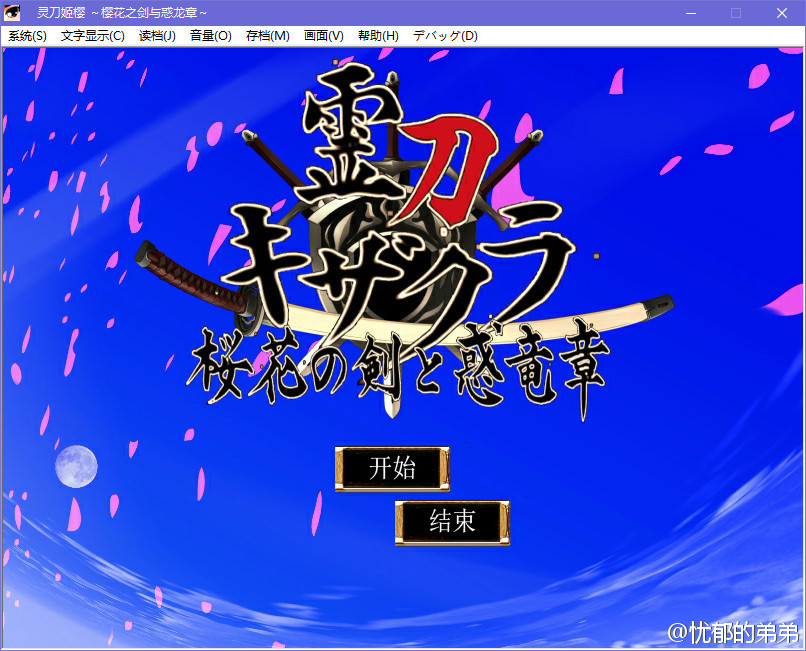 灵刀姬樱 ～樱花之剑与惑龙章～
系统(S) 文字显示(C) 读档(J) 音量(O) 存档(M) 画面(V) 帮助(H) デバッグ(D)
霊刀
キザクラ
桜花の剣と惑竜章
开始
结束
@忧郁的弟弟